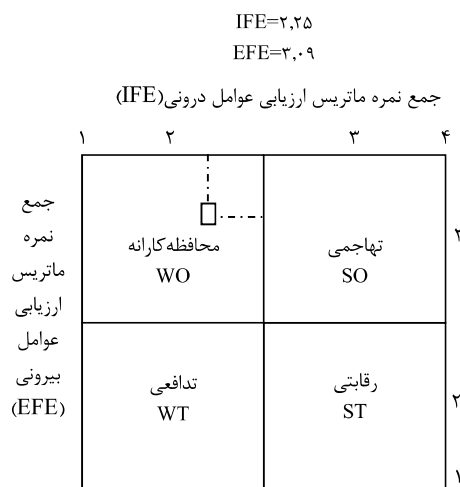 IFE=۲,۲۵
EFE=۳,۰۹
جمع نمره ماتریس ارزیابی عوامل درونی(IFE)
۱ ۲ ۳ ۴
جمع
نمره
ماتریس
ارزیابی
عوامل
بیرونی
(EFE)
محافظه‌کارانه
WO
تهاجمی
SO
۲
تدافعی
WT
رقابتی
ST
۲
۱